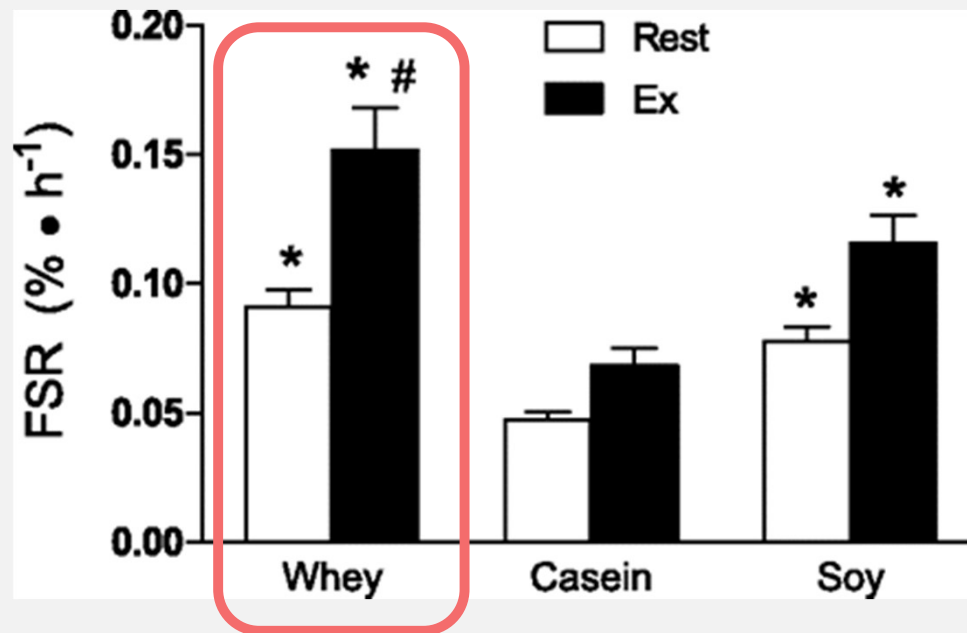 0.20
0.15
0.10
0.05
0.00
FSR (% • h⁻¹)
Rest
Ex
*
* #
*
*
Whey
Casein
Soy